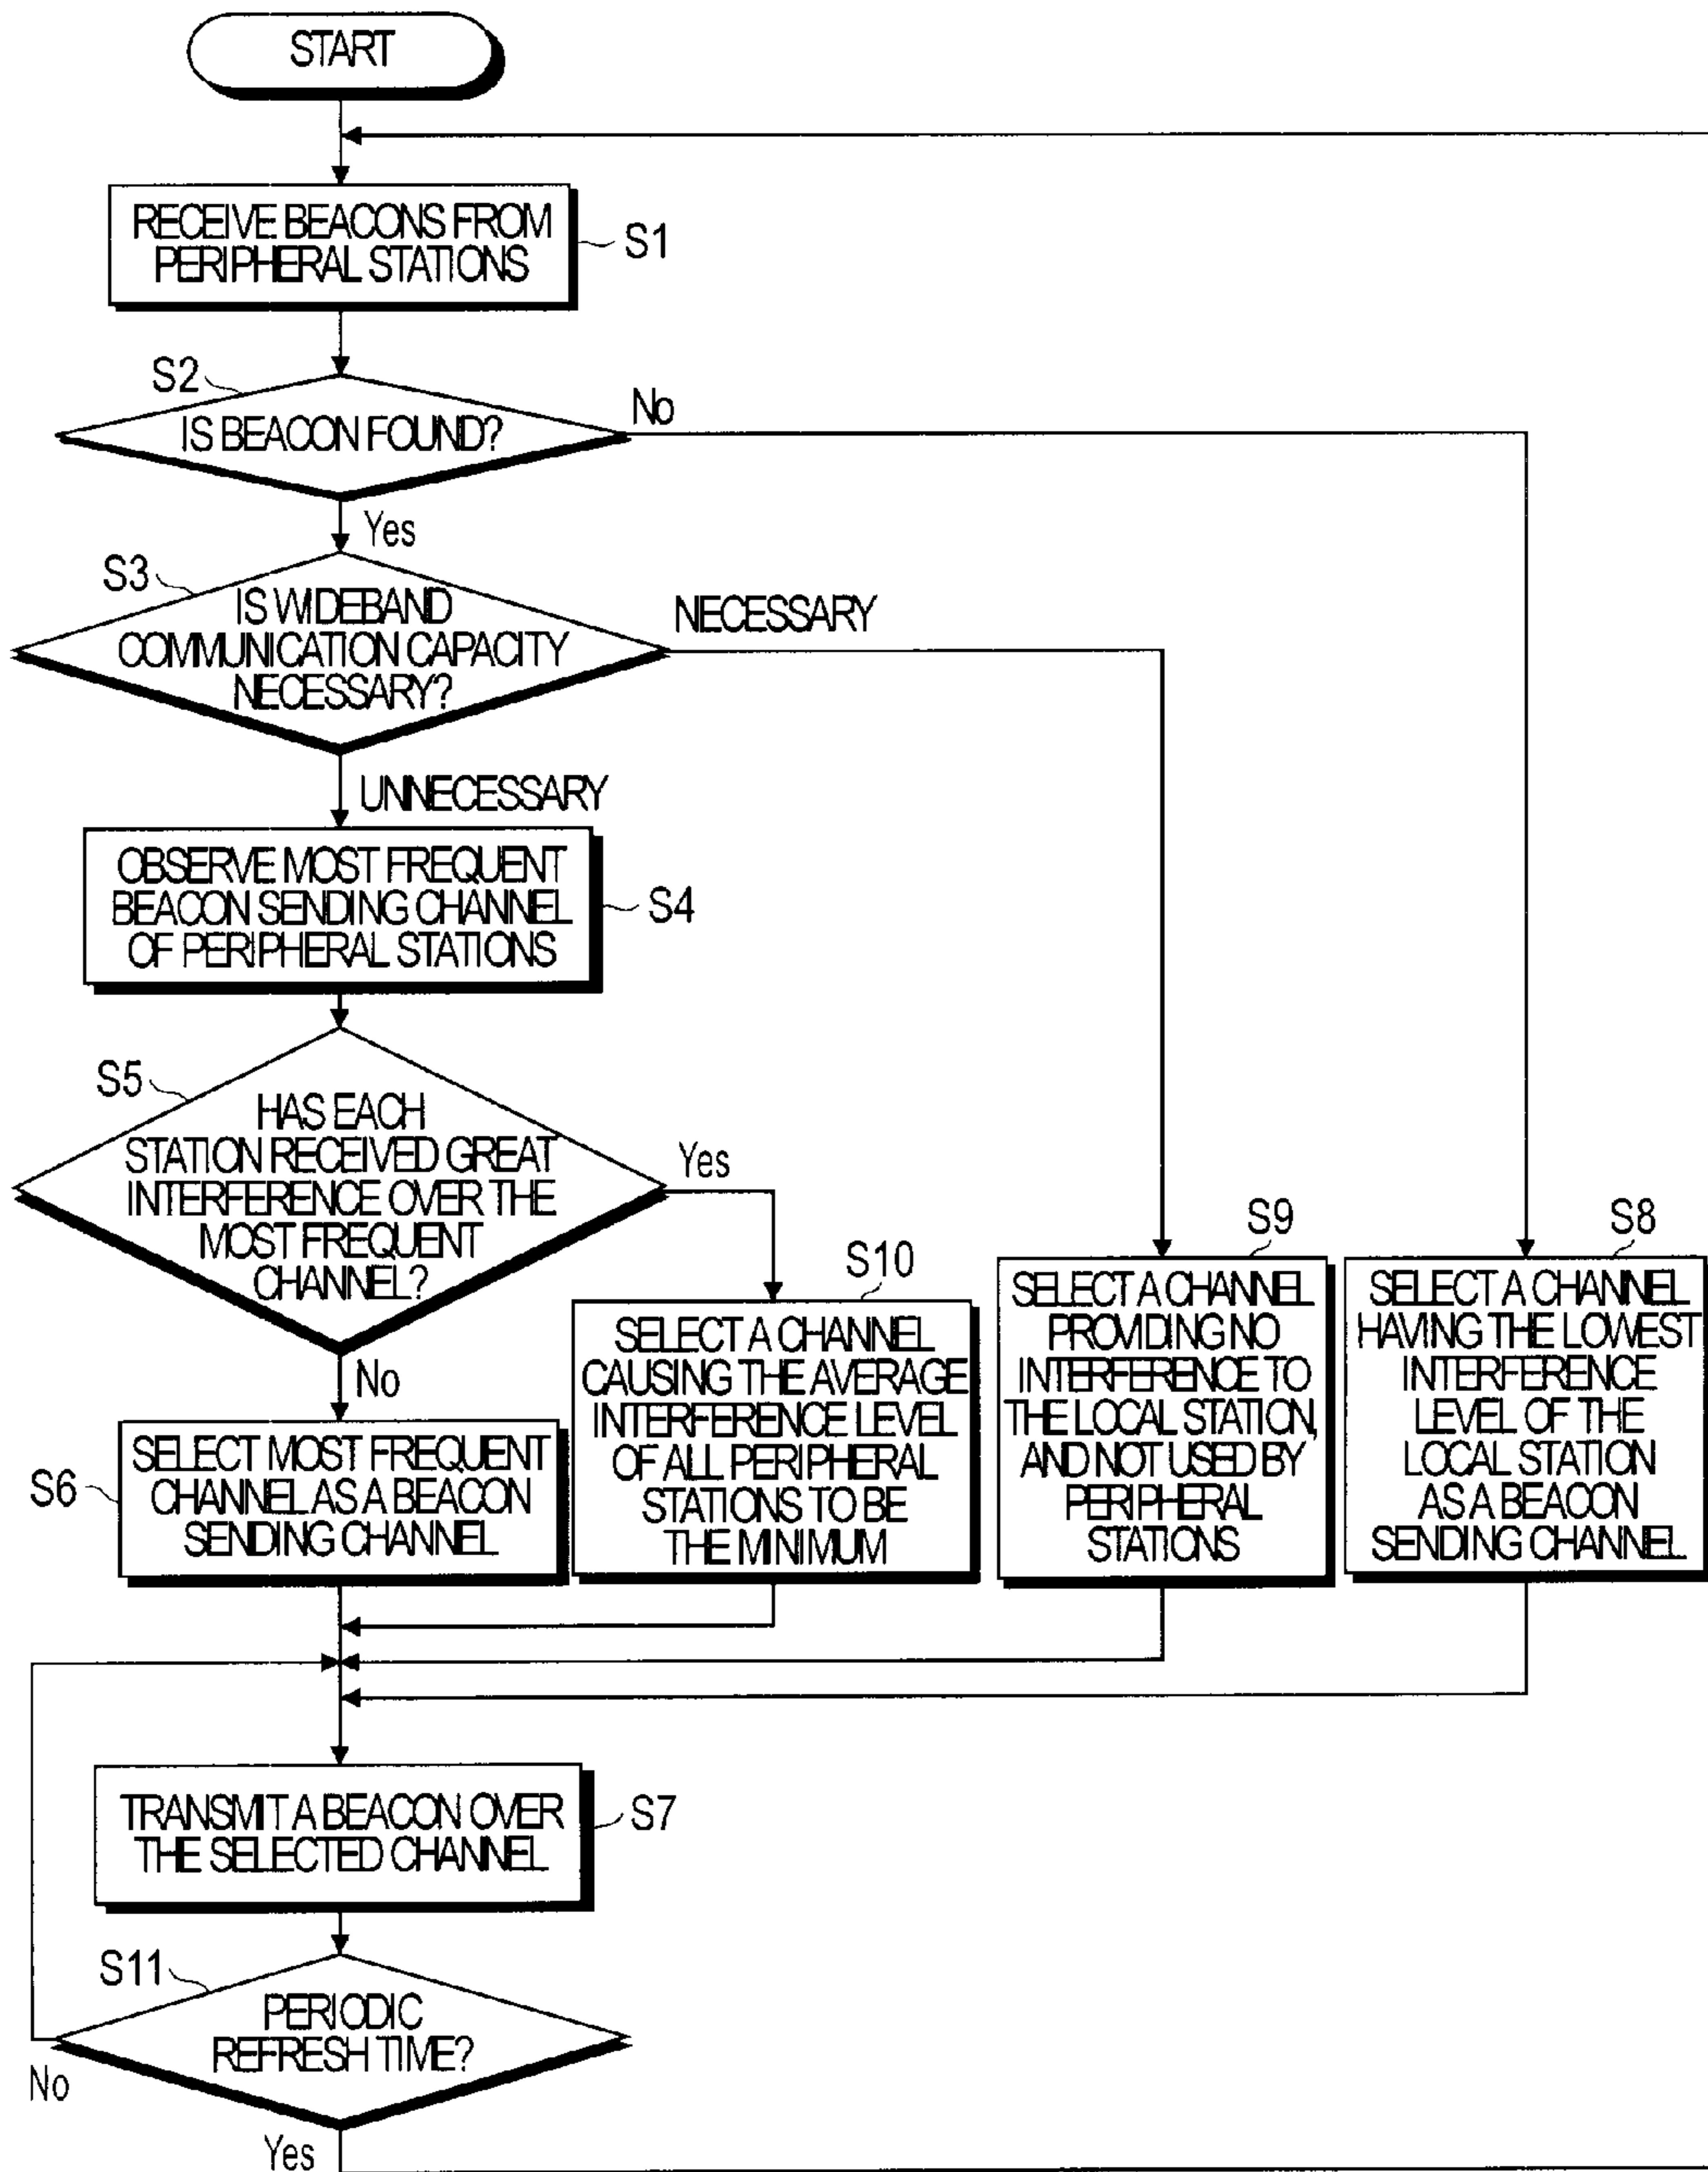 START
RECEIVE BEACONS FROM
PERIPHERAL STATIONS
S1
S2
IS BEACON FOUND?
No
Yes
S3
IS WIDEBAND
COMMUNICATION CAPACITY
NECESSARY?
NECESSARY
UNNECESSARY
OBSERVE MOST FREQUENT
BEACON SENDING CHANNEL
OF PERIPHERAL STATIONS
S4
S5
HAS EACH
STATION RECEIVED GREAT
INTERFERENCE OVER THE
MOST FREQUENT
CHANNEL?
Yes
No
S6
SELECT MOST FREQUENT
CHANNEL AS A BEACON
SENDING CHANNEL
S10
SELECT A CHANNEL
CAUSING THE AVERAGE
INTERFERENCE LEVEL
OF ALL PERIPHERAL
STATIONS TO BE
THE MINIMUM
S9
SELECT A CHANNEL
PROVIDING NO
INTERFERENCE TO
THE LOCAL STATION,
AND NOT USED BY
PERIPHERAL
STATIONS
S8
SELECT A CHANNEL
HAVING THE LOWEST
INTERFERENCE
LEVEL OF THE
LOCAL STATION
AS A BEACON
SENDING CHANNEL
TRANSMIT A BEACON OVER
THE SELECTED CHANNEL
S7
S11
PERIODIC
REFRESH TIME?
No
Yes